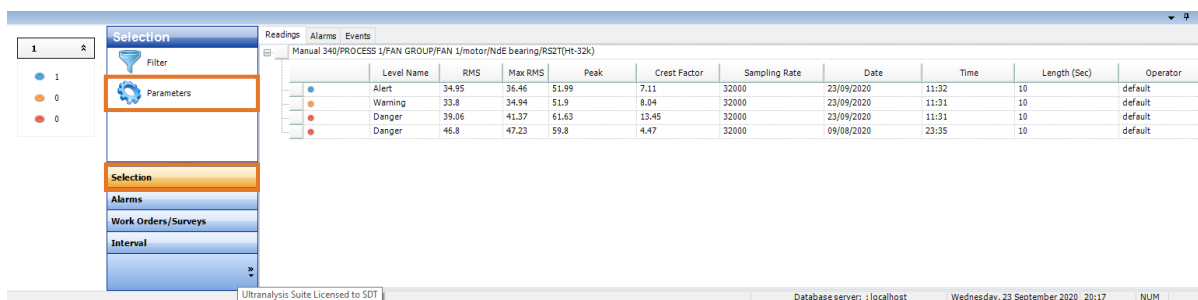 1
1
0
0
Selection
Filter
Parameters
Selection
Alarms
Work Orders/Surveys
Interval
Readings Alarms Events
Manual 340/PROCESS 1/FAN GROUP/FAN 1/motor/NdE bearing/RS2T(Ht-32k)
Level Name RMS Max RMS Peak Crest Factor Sampling Rate Date Time Length (Sec) Operator
Alert 34.95 36.46 51.99 7.11 32000 23/09/2020 11:32 10 default
Warning 33.8 34.94 51.9 8.04 32000 23/09/2020 11:31 10 default
Danger 39.06 41.37 61.63 13.45 32000 23/09/2020 11:31 10 default
Danger 46.8 47.23 59.8 4.47 32000 09/08/2020 23:35 10 default
Ultranalysis Suite Licensed to SDT
Database server: : localhost Wednesday, 23 September 2020 20:17 NUM